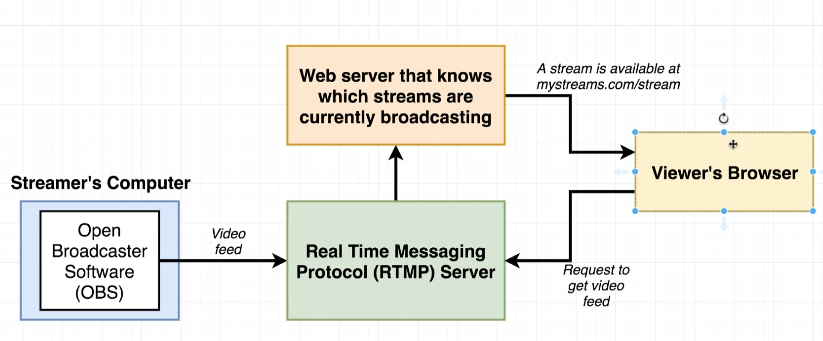 Web server that knows
which streams are
currently broadcasting
A stream is available at
mystreams.com/stream
Viewer's Browser
Streamer's Computer
Open
Broadcaster
Software
(OBS)
Video
feed
Real Time Messaging
Protocol (RTMP) Server
Request to
get video
feed